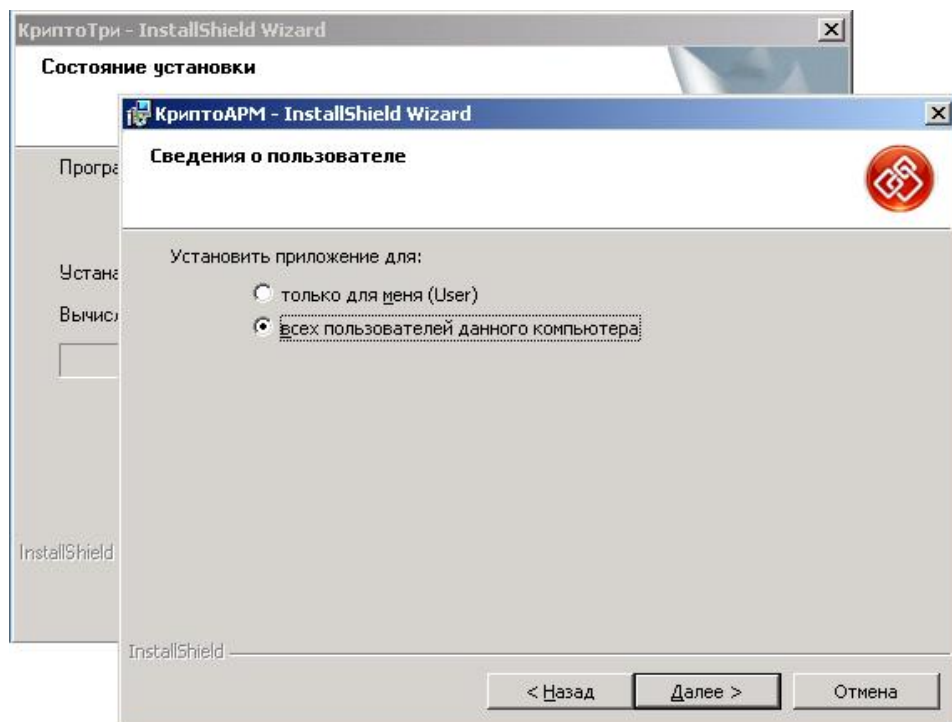 КриптоТри - InstallShield Wizard
Состояние установки
КриптоАРМ - InstallShield Wizard
Сведения о пользователе
Установить приложение для:
только для меня (User)
всех пользователей данного компьютера
InstallShield
InstallShield
< Назад
Далее >
Отмена